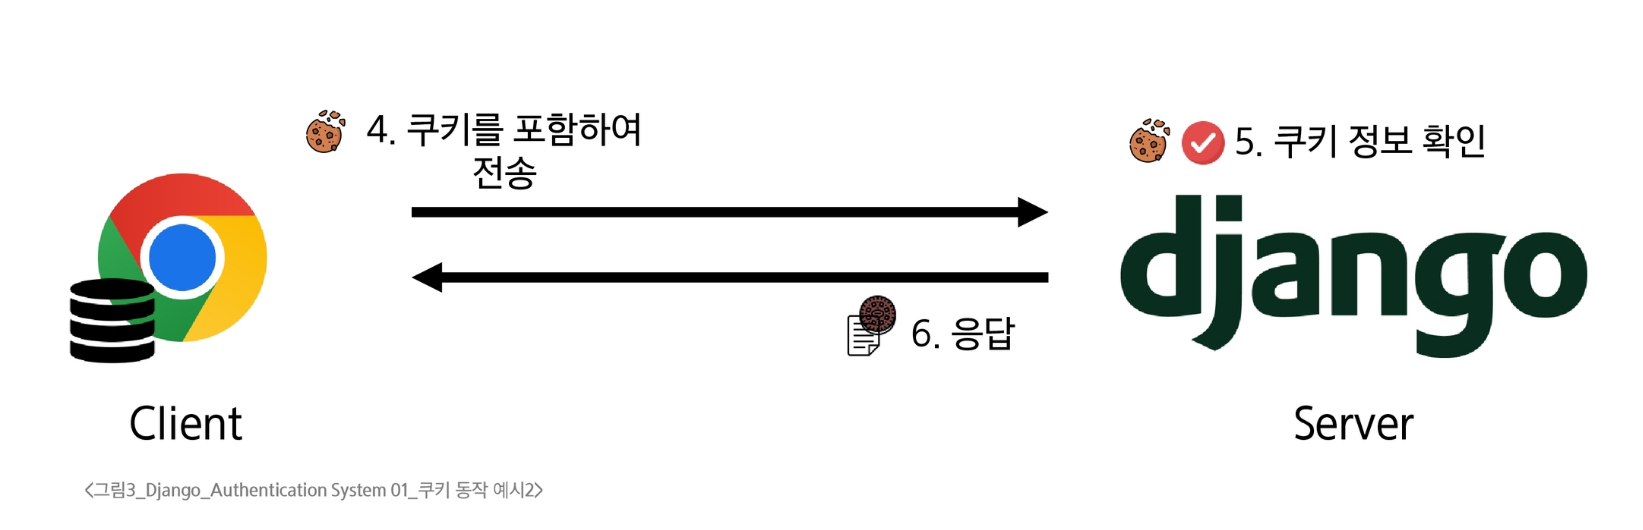 4. 쿠키를 포함하여
전송
5. 쿠키 정보 확인
django
6. 응답
Client
Server
<그림3_Django_Authentication System 01_쿠키 동작 예시2>